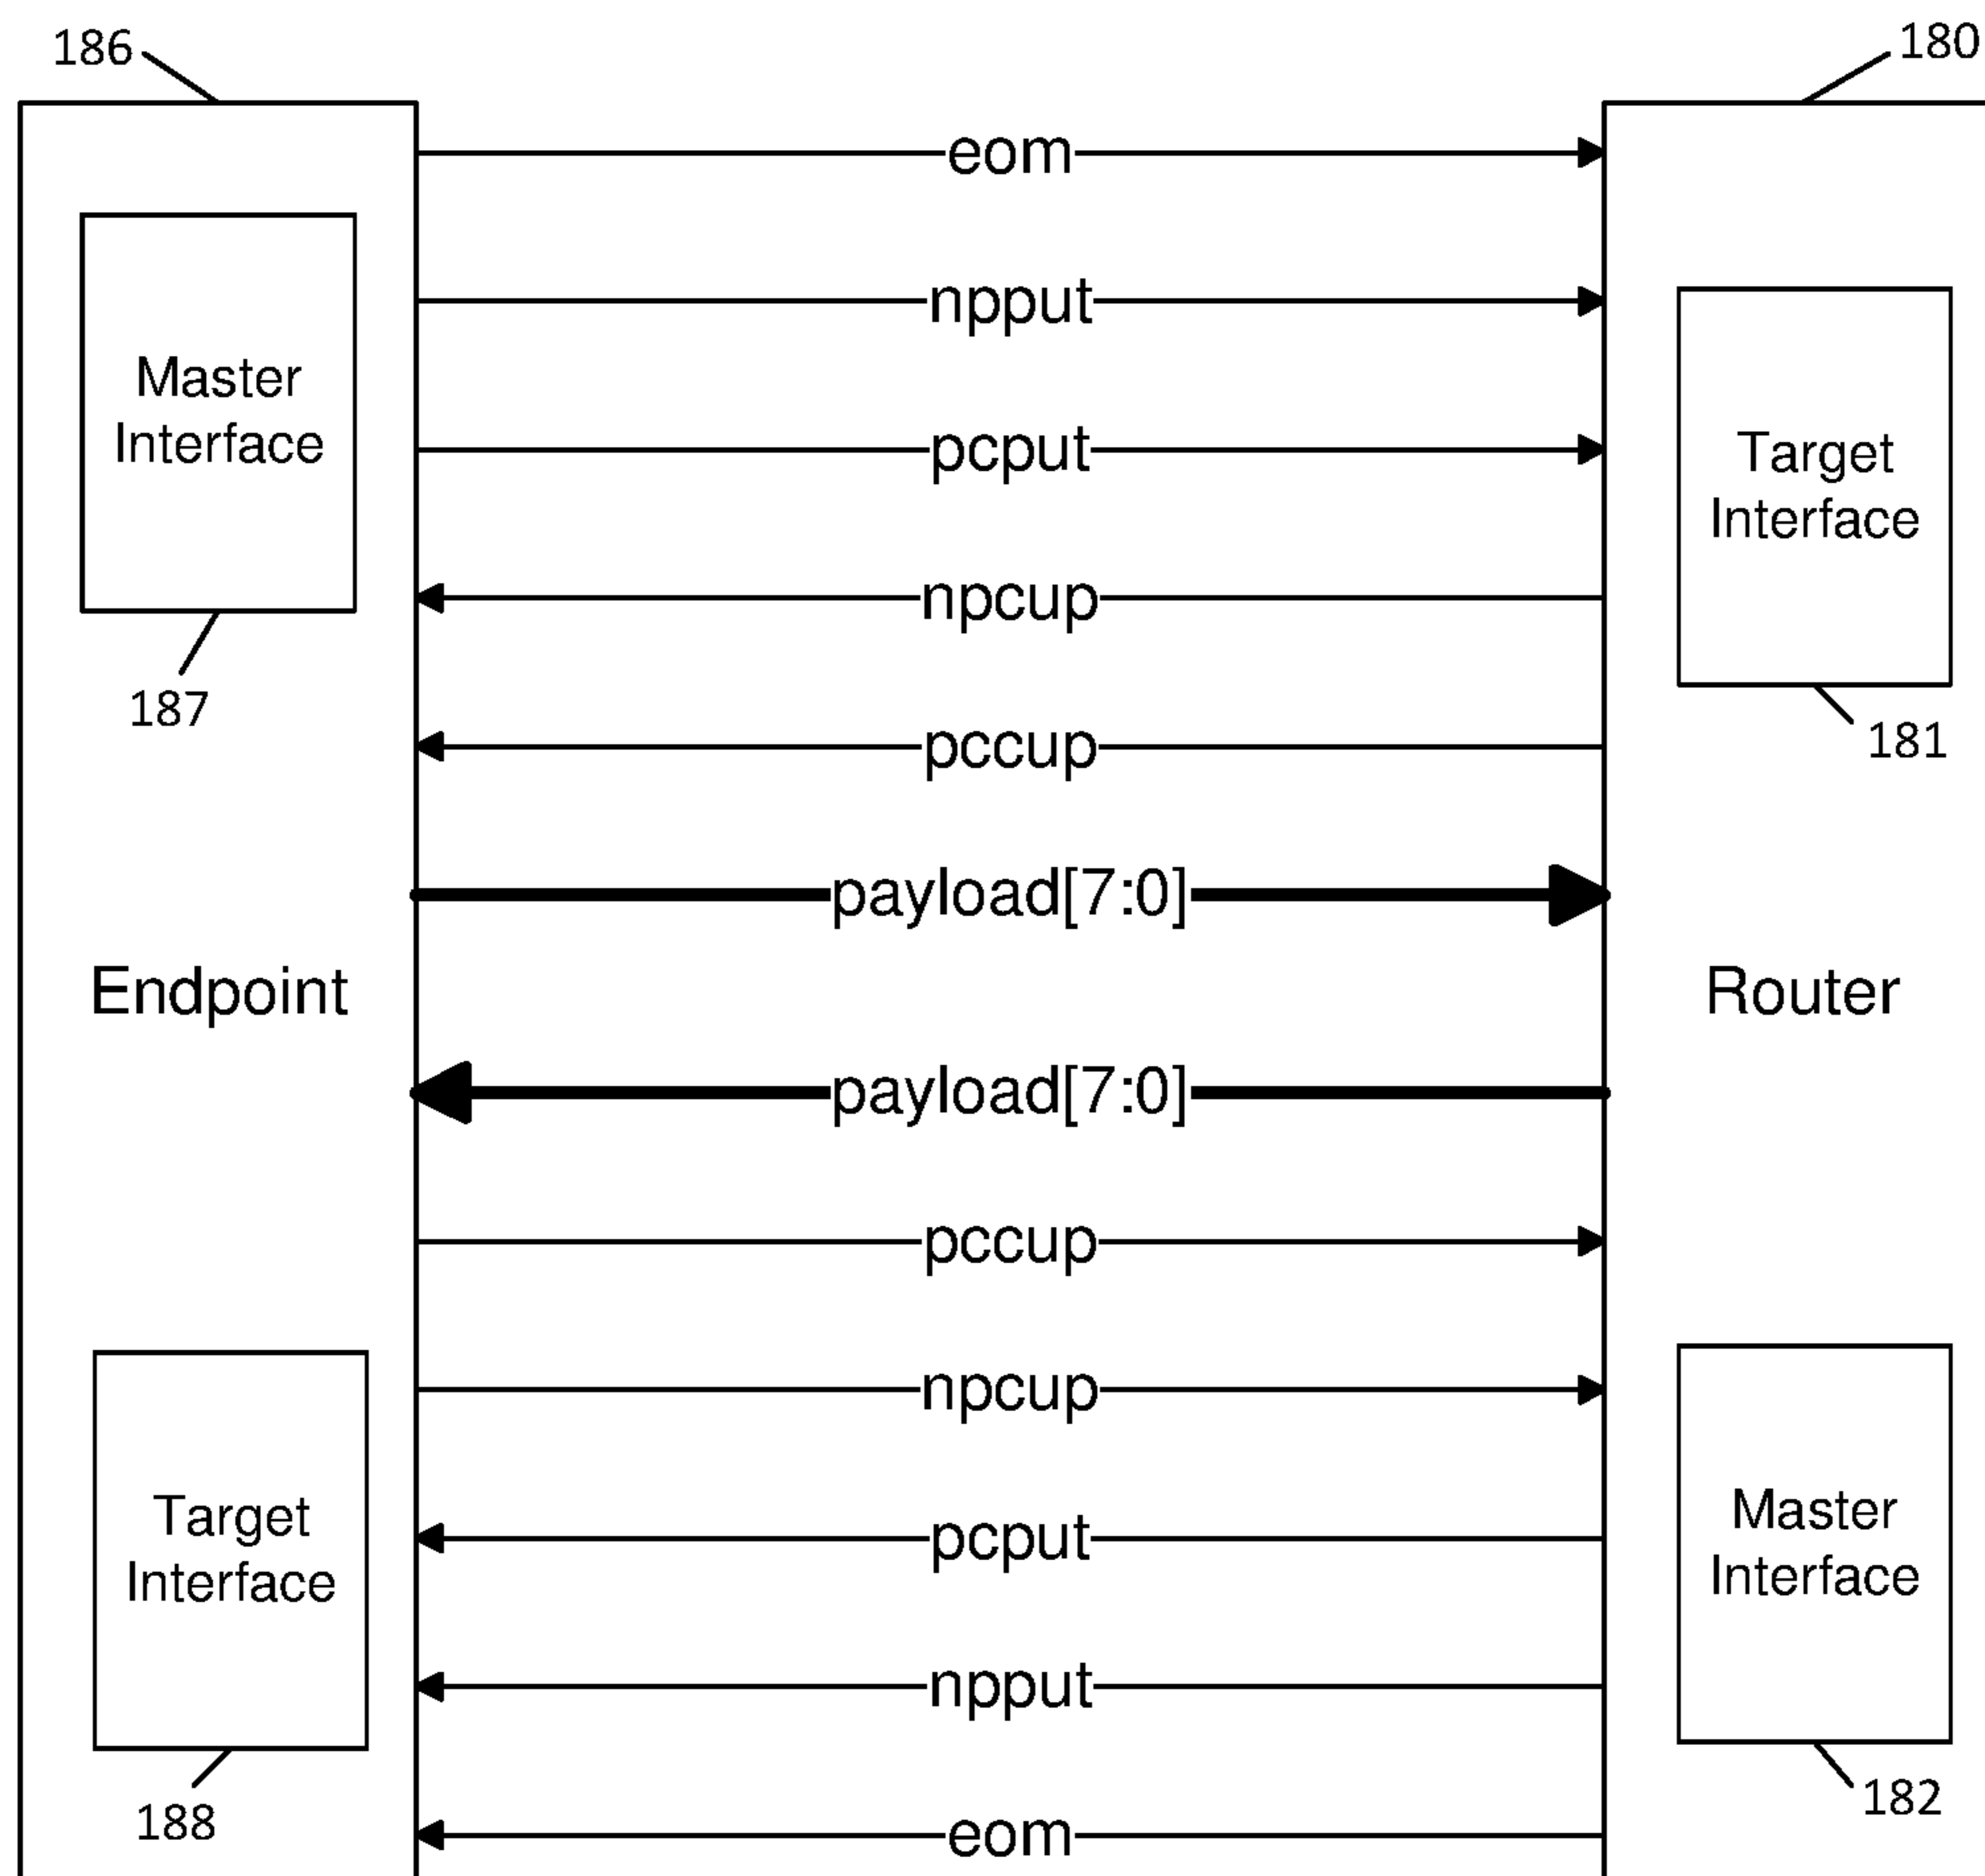 186
180
eom
npput
Master
Interface
pcput
Target
Interface
npcup
187
pccup
181
payload[7:0]
Endpoint
Router
payload[7:0]
pccup
npcup
Target
Interface
Master
Interface
pcput
npput
188
182
eom